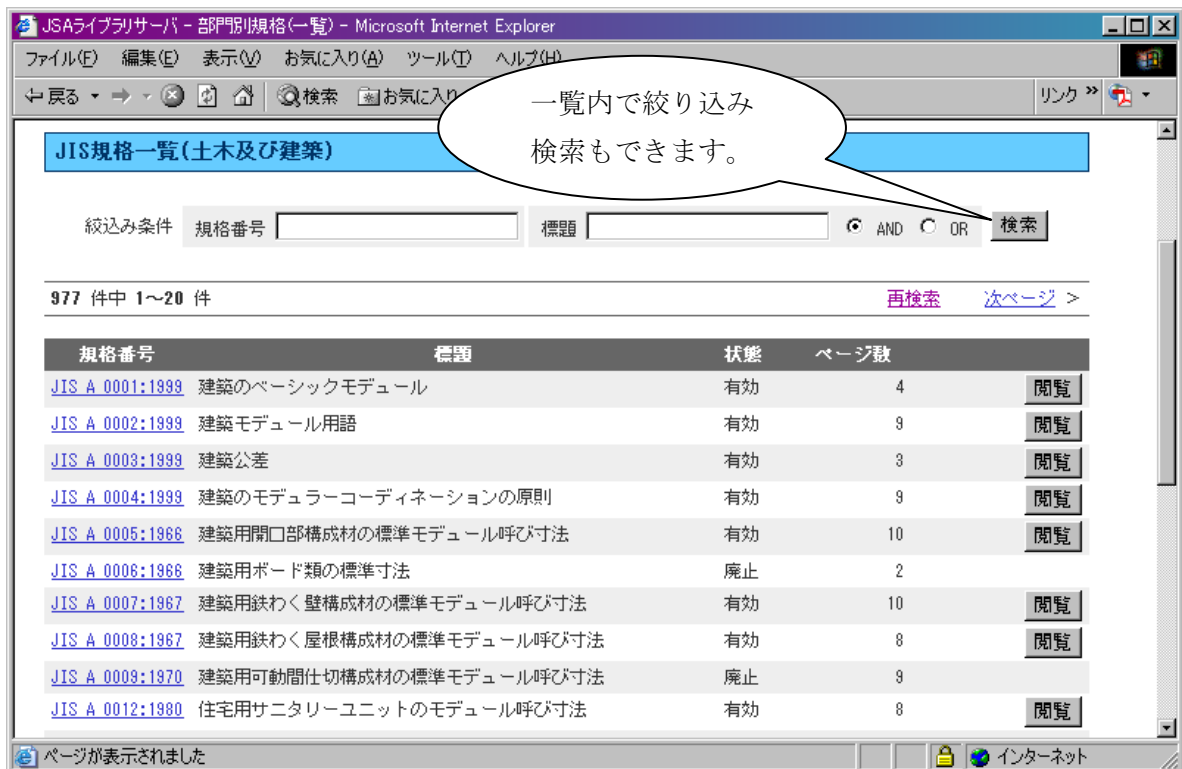 JSAライブラリサーバ - 部門別規格(一覧) - Microsoft Internet Explorer
ファイル(F) 編集(E) 表示(V) お気に入り(A) ツール(T) ヘルプ(H)
戻る 検索 お気に入り リンク »
一覧内で絞り込み
検索もできます。
JIS規格一覧(土木及び建築)
絞込み条件 規格番号 標題 AND OR 検索
977 件中 1～20 件 再検索 次ページ >
規格番号 標題 状態 ページ数
JIS A 0001:1999 建築のベーシックモデュール 有効 4 閲覧
JIS A 0002:1999 建築モデュール用語 有効 9 閲覧
JIS A 0003:1999 建築公差 有効 3 閲覧
JIS A 0004:1999 建築のモデュラーコーディネーションの原則 有効 9 閲覧
JIS A 0005:1966 建築用開口部構成材の標準モデュール呼び寸法 有効 10 閲覧
JIS A 0006:1966 建築用ボード類の標準寸法 廃止 2
JIS A 0007:1967 建築用鉄わく壁構成材の標準モデュール呼び寸法 有効 10 閲覧
JIS A 0008:1967 建築用鉄わく屋根構成材の標準モデュール呼び寸法 有効 8 閲覧
JIS A 0009:1970 建築用可動間仕切構成材の標準モデュール呼び寸法 廃止 9
JIS A 0012:1980 住宅用サニタリーユニットのモデュール呼び寸法 有効 8 閲覧
ページが表示されました インターネット